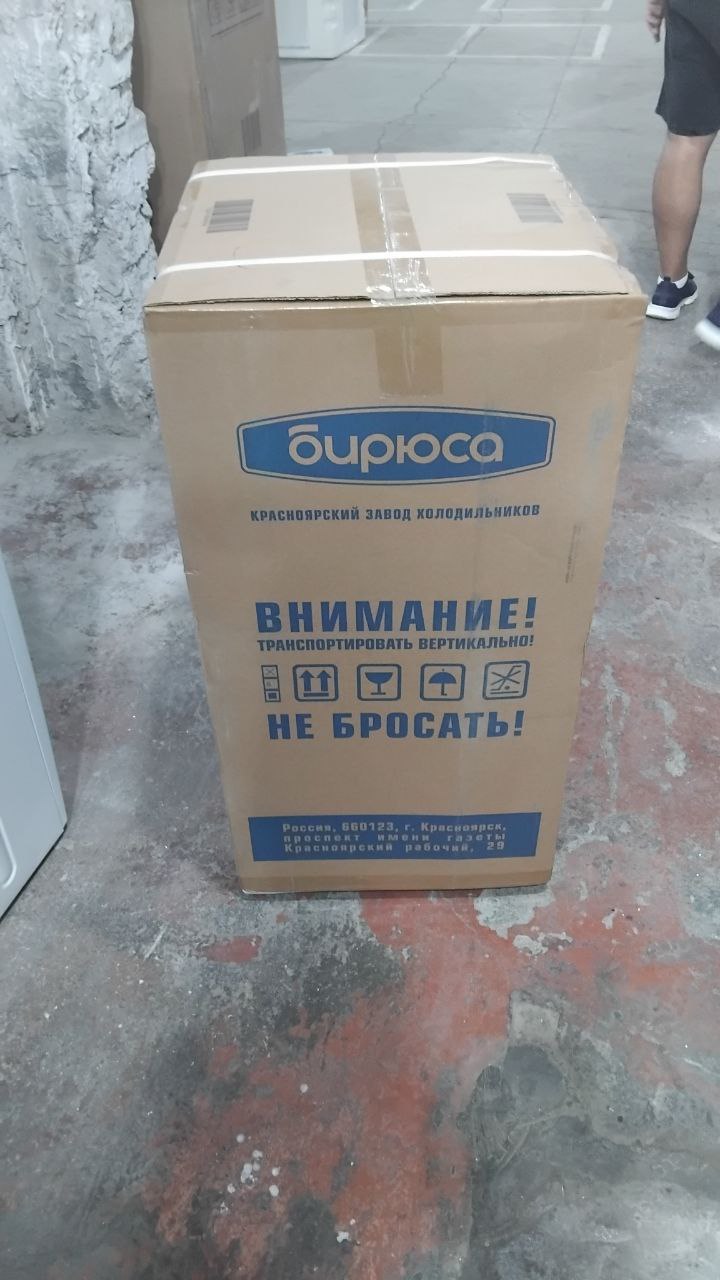 бирюса
КРАСНОЯРСКИЙ ЗАВОД ХОЛОДИЛЬНИКОВ
ВНИМАНИЕ!
ТРАНСПОРТИРОВАТЬ ВЕРТИКАЛЬНО!
НЕ БРОСАТЬ!
Россия, 660123, г. Красноярск,
проспект имени газеты
Красноярский рабочий, 29